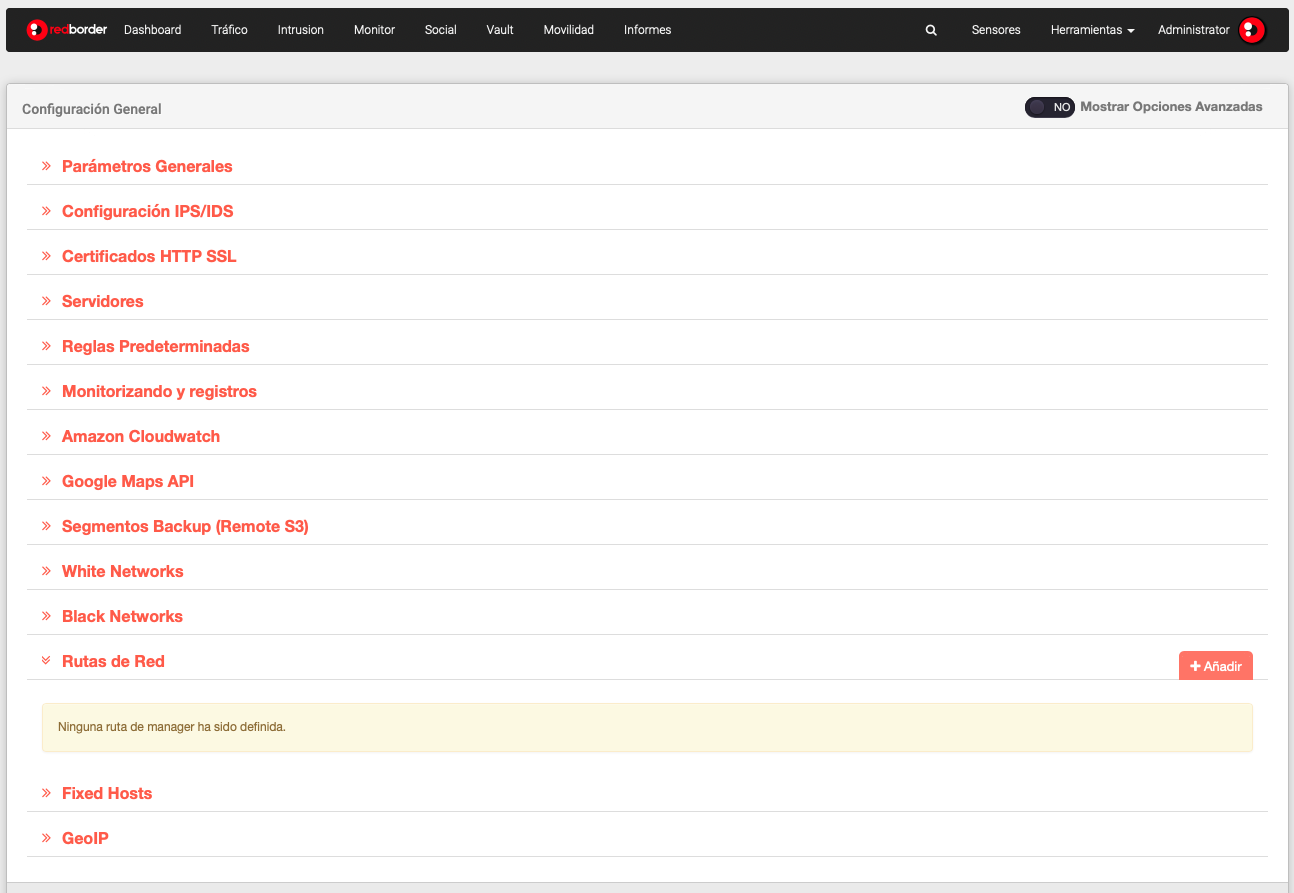 redborder Dashboard Tráfico Intrusion Monitor Social Vault Movilidad Informes Sensores Herramientas Administrator
Configuración General NO Mostrar Opciones Avanzadas
Parámetros Generales
Configuración IPS/IDS
Certificados HTTP SSL
Servidores
Reglas Predeterminadas
Monitorizando y registros
Amazon Cloudwatch
Google Maps API
Segmentos Backup (Remote S3)
White Networks
Black Networks
Rutas de Red + Añadir
Ninguna ruta de manager ha sido definida.
Fixed Hosts
GeoIP